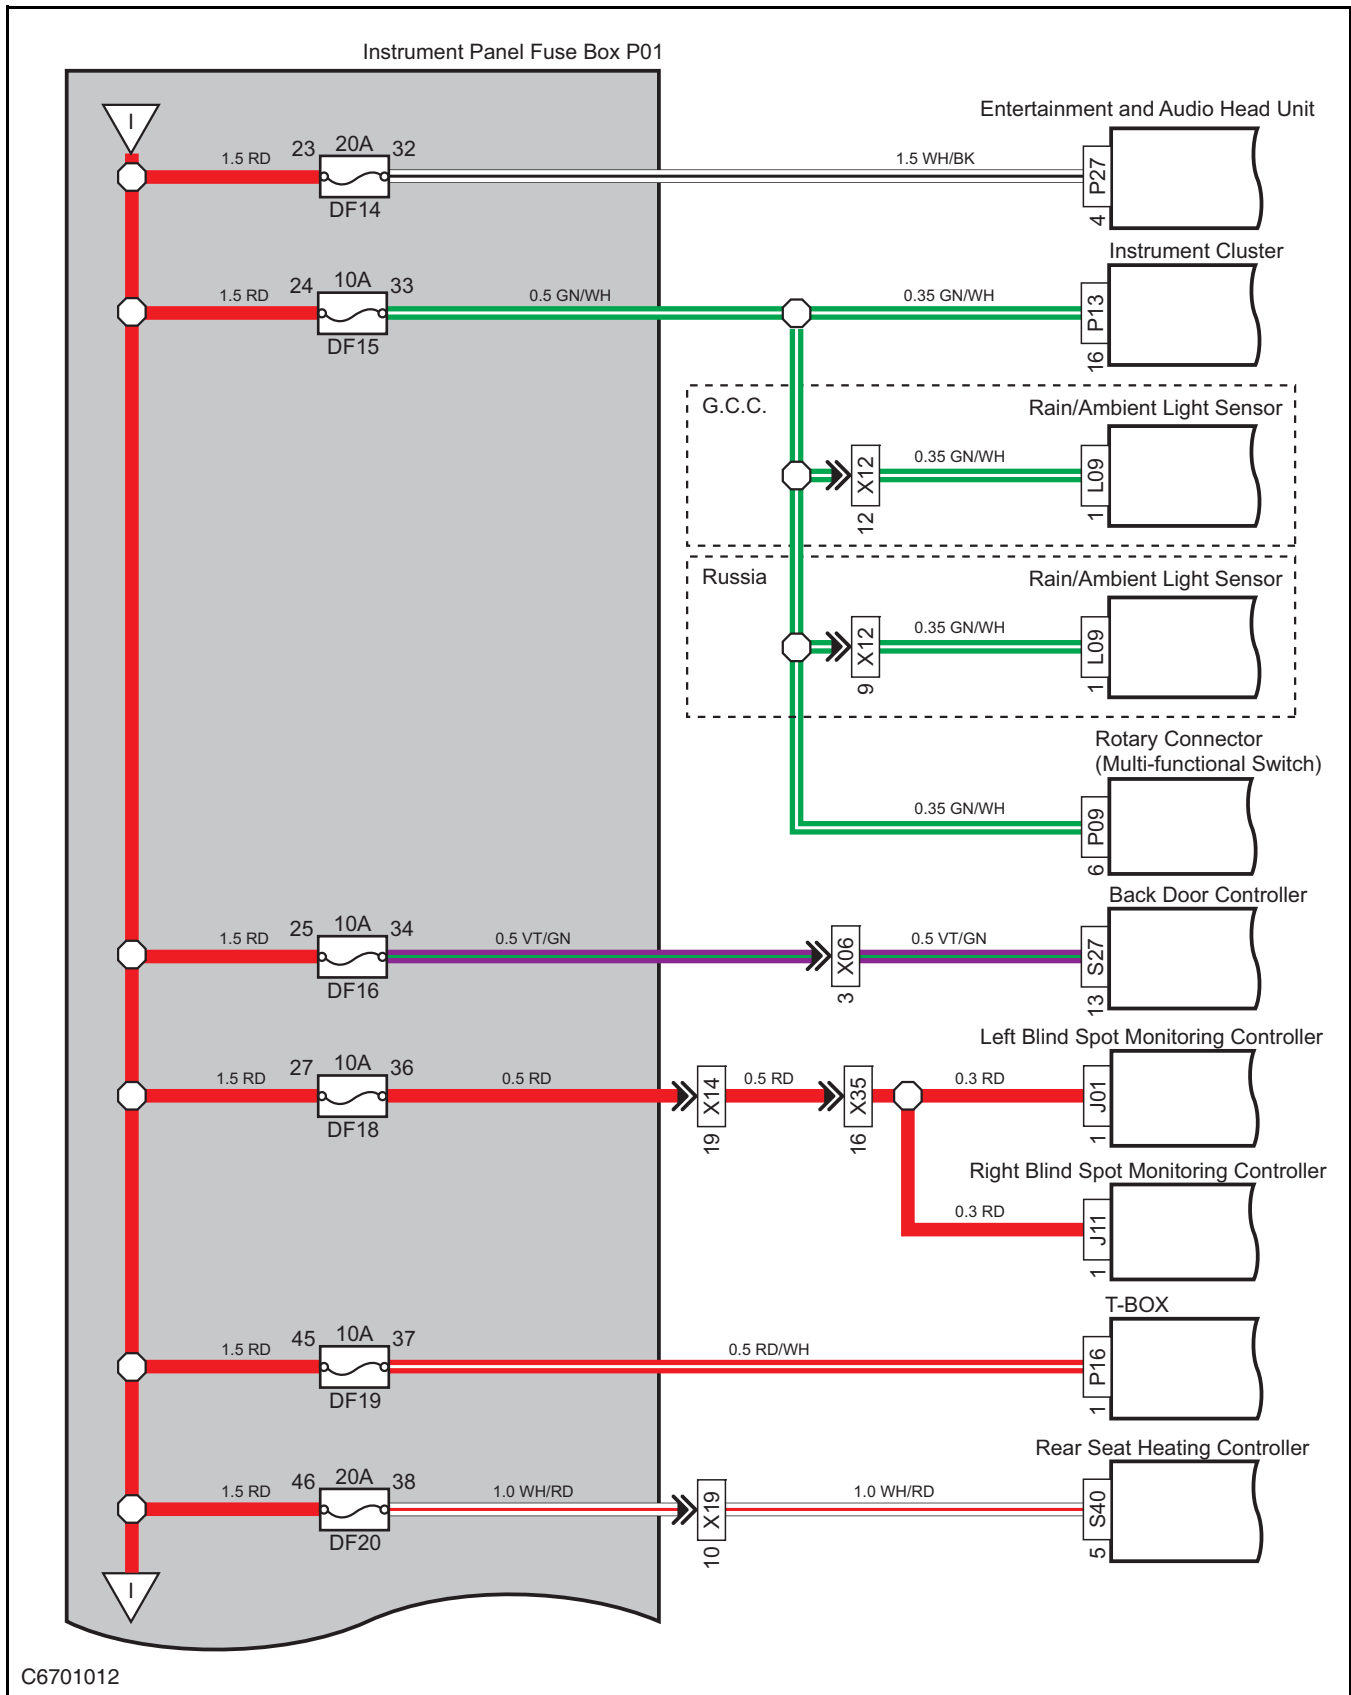 Instrument Panel Fuse Box P01
I
Entertainment and Audio Head Unit
1.5 RD
23
20A
32
DF14
1.5 WH/BK
P27
4
Instrument Cluster
1.5 RD
24
10A
33
DF15
0.5 GN/WH
0.35 GN/WH
P13
16
G.C.C.
Rain/Ambient Light Sensor
X12
12
0.35 GN/WH
L09
1
Russia
Rain/Ambient Light Sensor
X12
9
0.35 GN/WH
L09
1
Rotary Connector
(Multi-functional Switch)
0.35 GN/WH
P09
6
Back Door Controller
1.5 RD
25
10A
34
DF16
0.5 VT/GN
X06
3
0.5 VT/GN
S27
13
Left Blind Spot Monitoring Controller
1.5 RD
27
10A
36
DF18
0.5 RD
X14
19
0.5 RD
X35
16
0.3 RD
J01
1
Right Blind Spot Monitoring Controller
0.3 RD
J11
1
T-BOX
1.5 RD
45
10A
37
DF19
0.5 RD/WH
P16
1
Rear Seat Heating Controller
1.5 RD
46
20A
38
DF20
1.0 WH/RD
X19
10
1.0 WH/RD
S40
5
I
C6701012